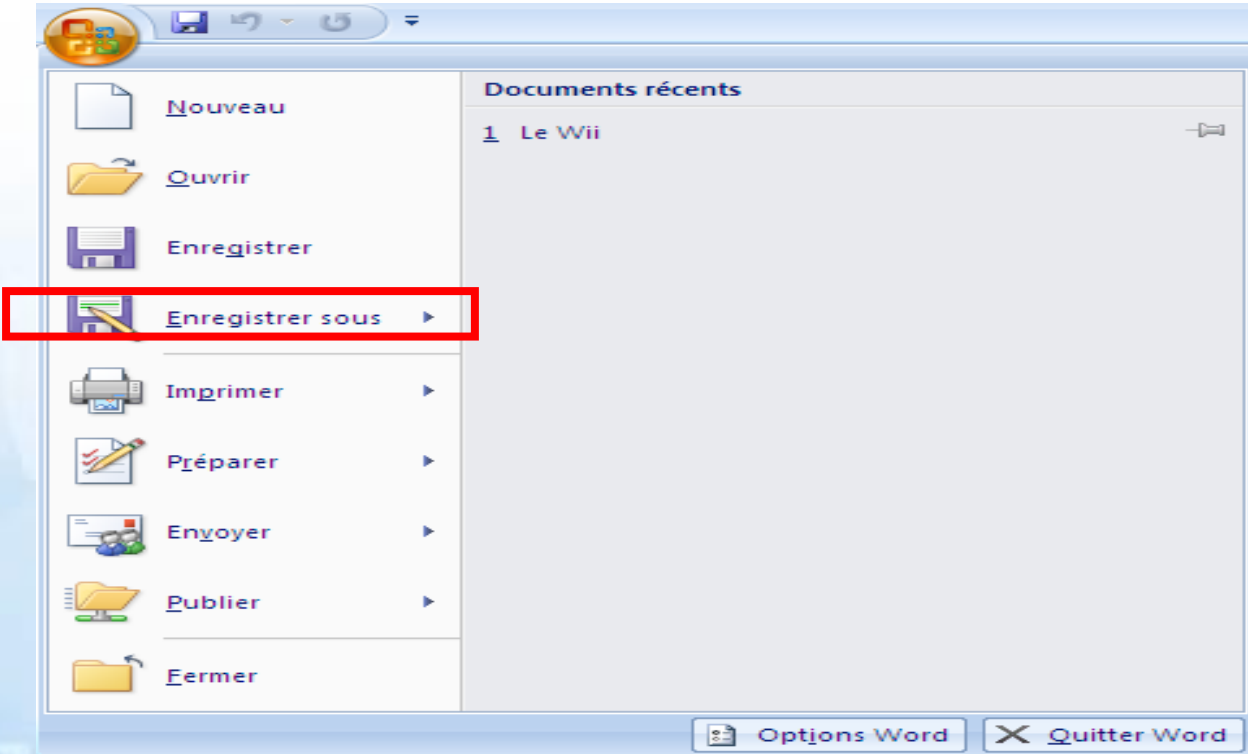 Nouveau
Ouvrir
Enregistrer
Enregistrer sous
Imprimer
Préparer
Envoyer
Publier
Fermer
Documents récents
1 Le Wii
Options Word
Quitter Word